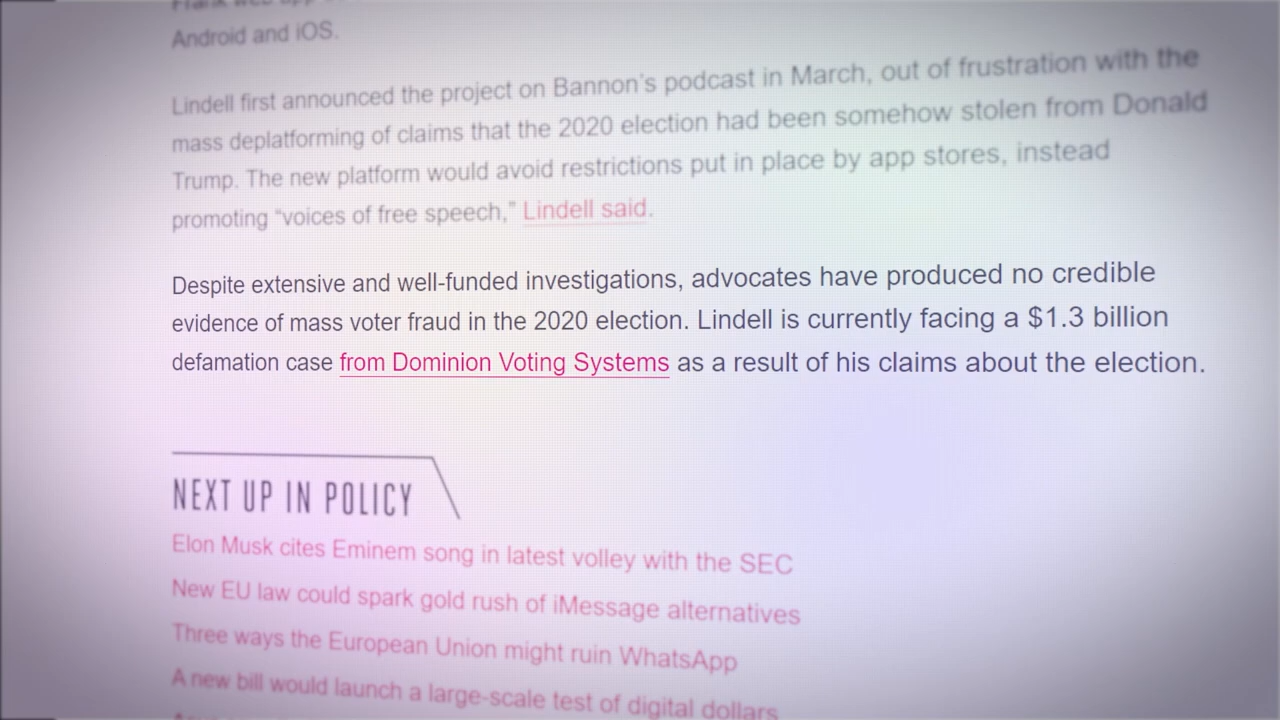 Android and iOS.
Lindell first announced the project on Bannon's podcast in March, out of frustration with the
mass deplatforming of claims that the 2020 election had been somehow stolen from Donald
Trump. The new platform would avoid restrictions put in place by app stores, instead
promoting “voices of free speech,” Lindell said.
Despite extensive and well-funded investigations, advocates have produced no credible
evidence of mass voter fraud in the 2020 election. Lindell is currently facing a $1.3 billion
defamation case from Dominion Voting Systems as a result of his claims about the election.
NEXT UP IN POLICY
Elon Musk cites Eminem song in latest volley with the SEC
New EU law could spark gold rush of iMessage alternatives
Three ways the European Union might ruin WhatsApp
A new bill would launch a large-scale test of digital dollars